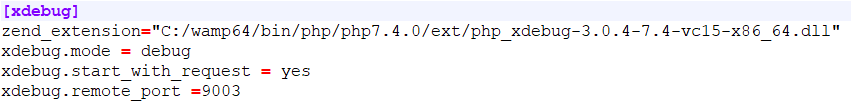 [xdebug]
zend_extension="C:/wamp64/bin/php/php7.4.0/ext/php_xdebug-3.0.4-7.4-vc15-x86_64.dll"
xdebug.mode = debug
xdebug.start_with_request = yes
xdebug.remote_port =9003